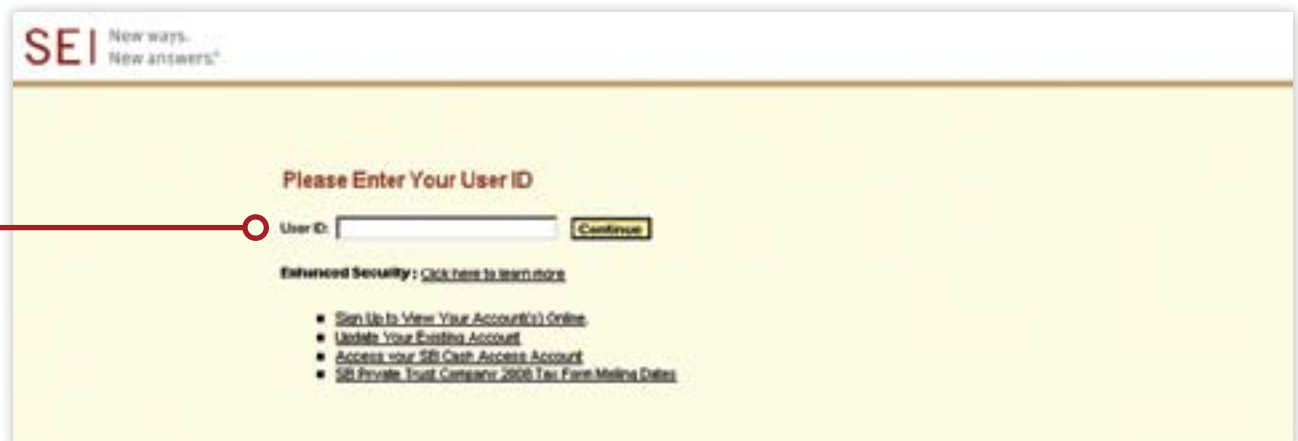 SEI New ways.
New answers.®
Please Enter Your User ID
User ID:
Continue
Enhanced Security: Click here to learn more
Sign Up to View Your Account(s) Online.
Update Your Existing Account
Access your SEI Cash Access Account
SEI Private Trust Company 2008 Tax Form Mailing Dates